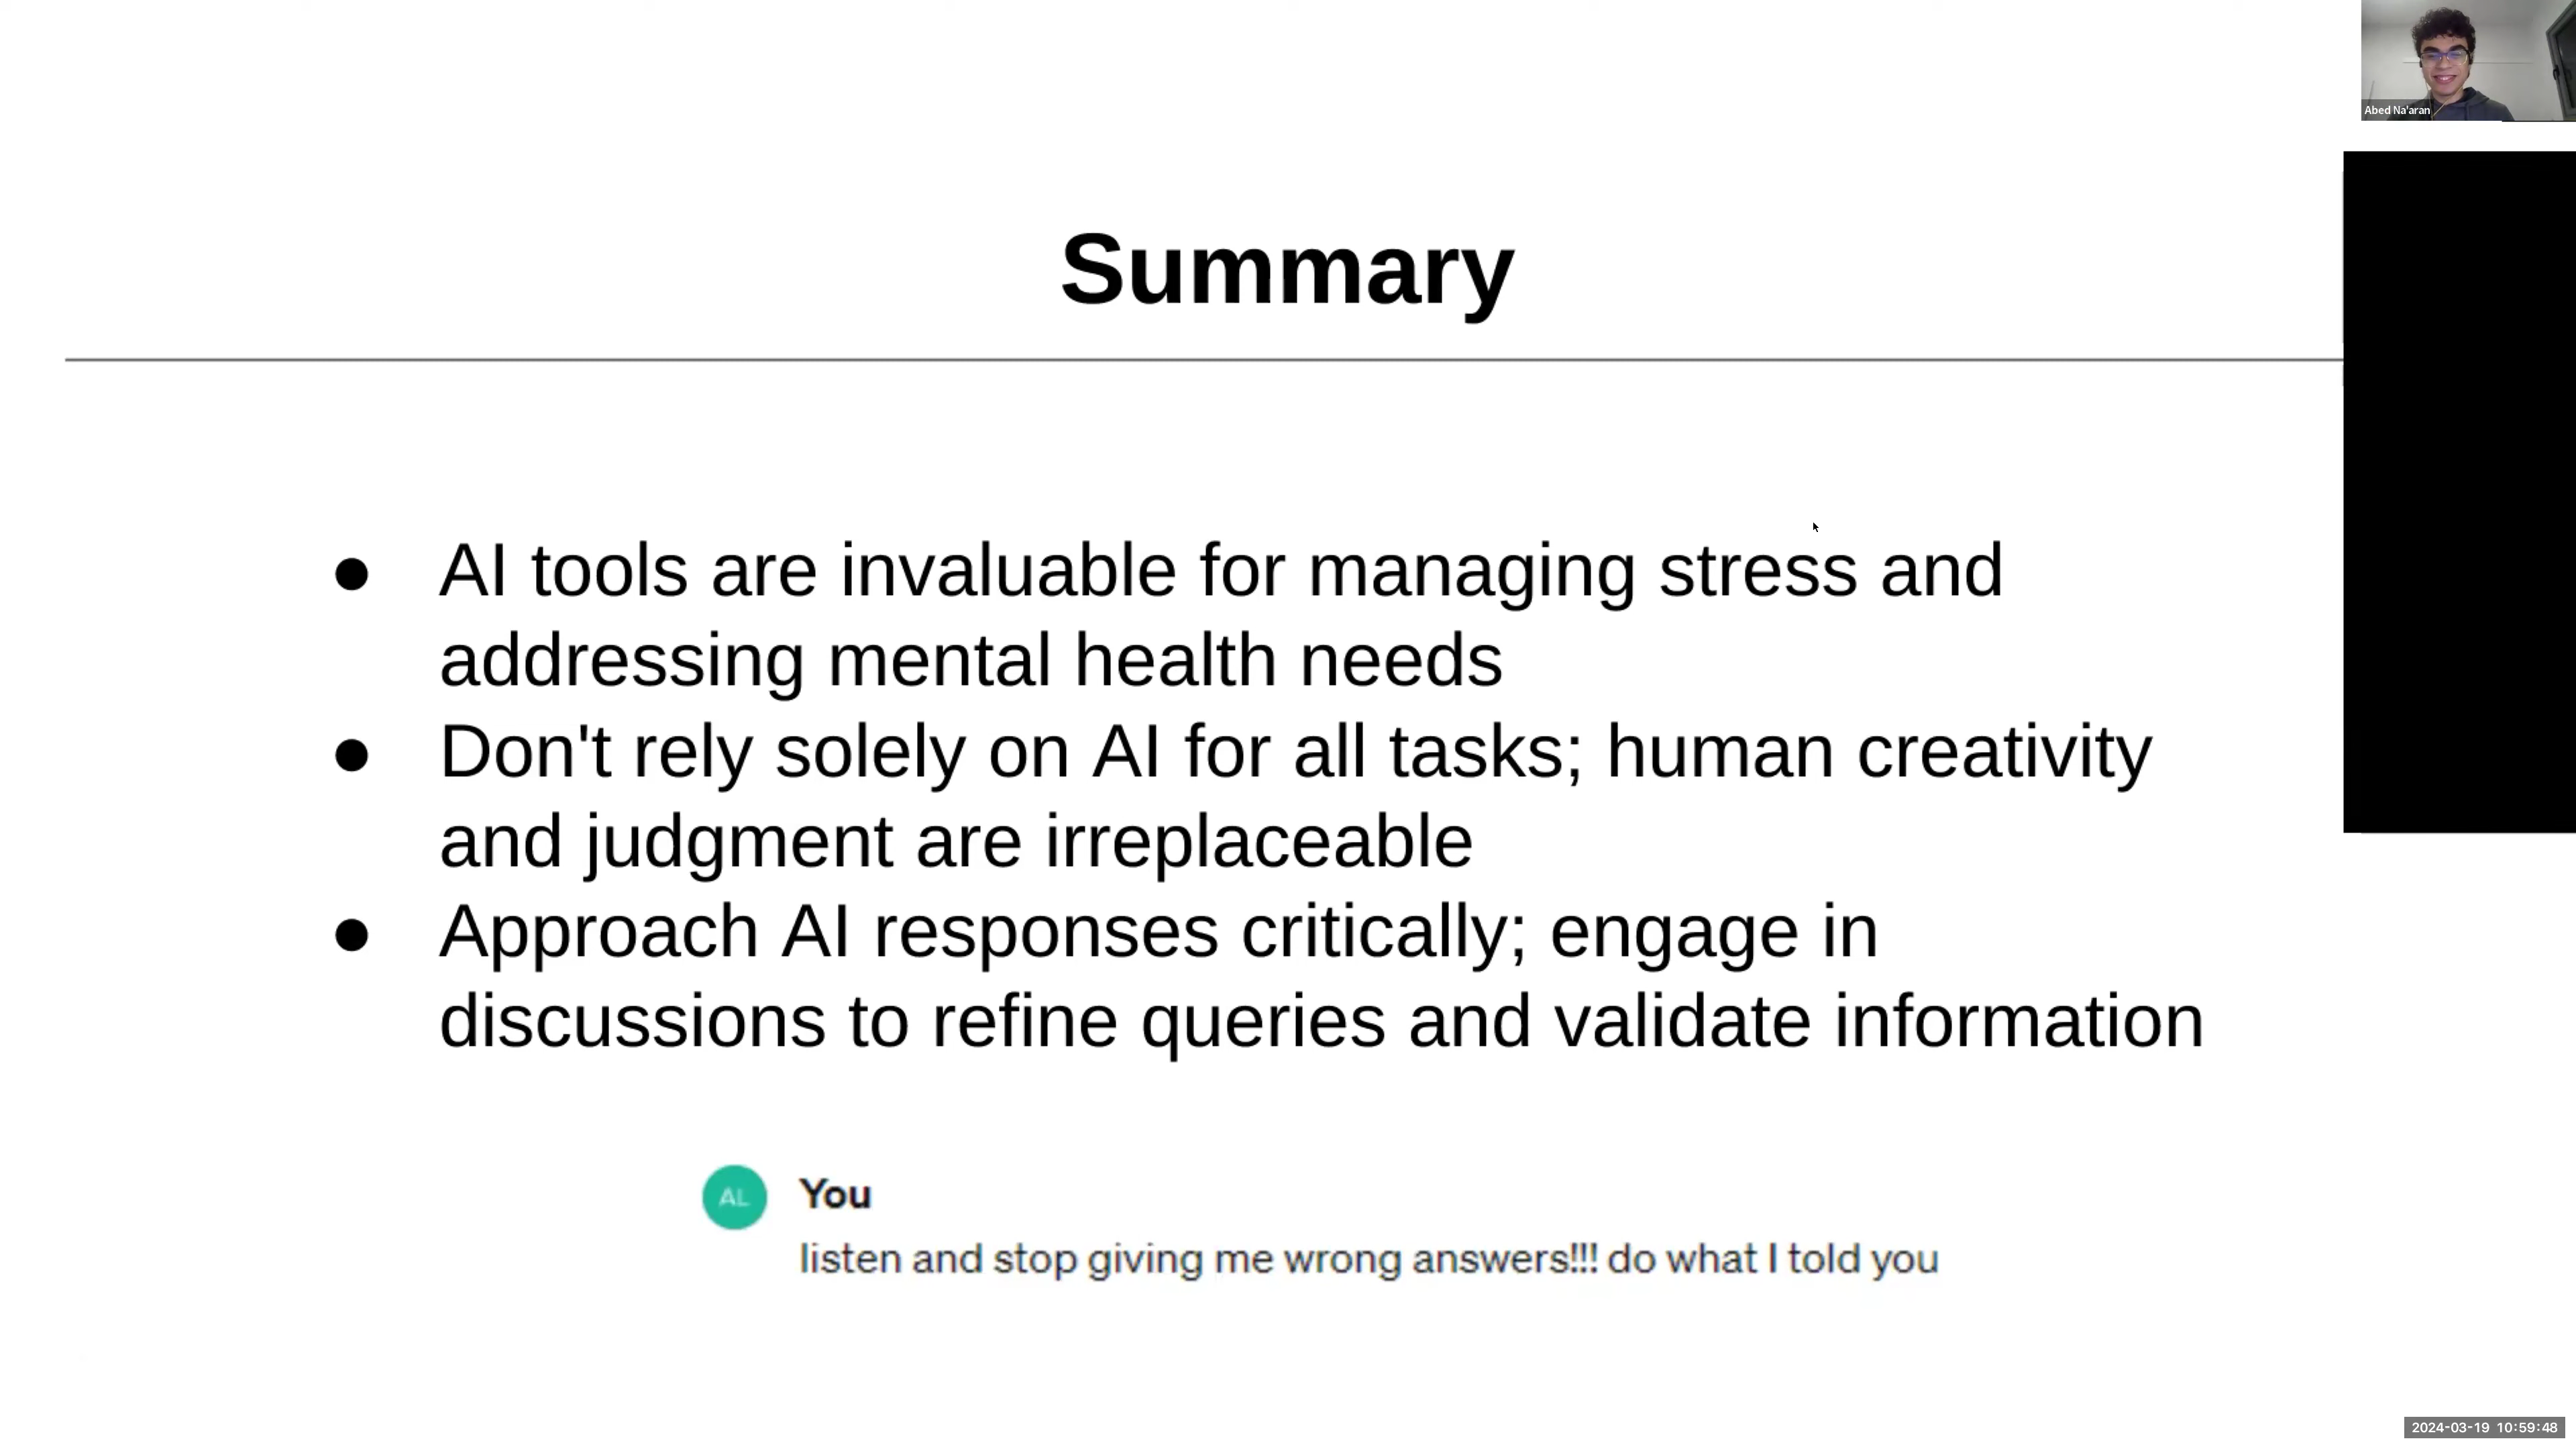 Abed Na'aran
Summary
● AI tools are invaluable for managing stress and
addressing mental health needs
● Don't rely solely on AI for all tasks; human creativity
and judgment are irreplaceable
● Approach AI responses critically; engage in
discussions to refine queries and validate information
AL You
listen and stop giving me wrong answers!!! do what I told you
2024-03-19 10:59:48